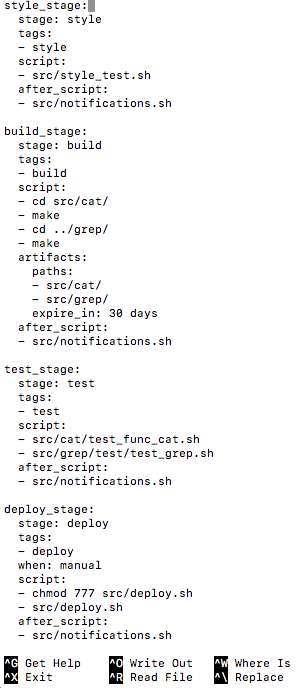 style_stage:
  stage: style
  tags:
  - style
  script:
  - src/style_test.sh
  after_script:
  - src/notifications.sh

build_stage:
  stage: build
  tags:
  - build
  script:
  - cd src/cat/
  - make
  - cd ../grep/
  - make
  artifacts:
    paths:
    - src/cat/
    - src/grep/
    expire_in: 30 days
  after_script:
  - src/notifications.sh

test_stage:
  stage: test
  tags:
  - test
  script:
  - src/cat/test_func_cat.sh
  - src/grep/test/test_grep.sh
  after_script:
  - src/notifications.sh

deploy_stage:
  stage: deploy
  tags:
  - deploy
  when: manual
  script:
  - chmod 777 src/deploy.sh
  - src/deploy.sh
  after_script:
  - src/notifications.sh

^G Get Help   ^O Write Out   ^W Where Is
^X Exit       ^R Read File   ^\ Replace